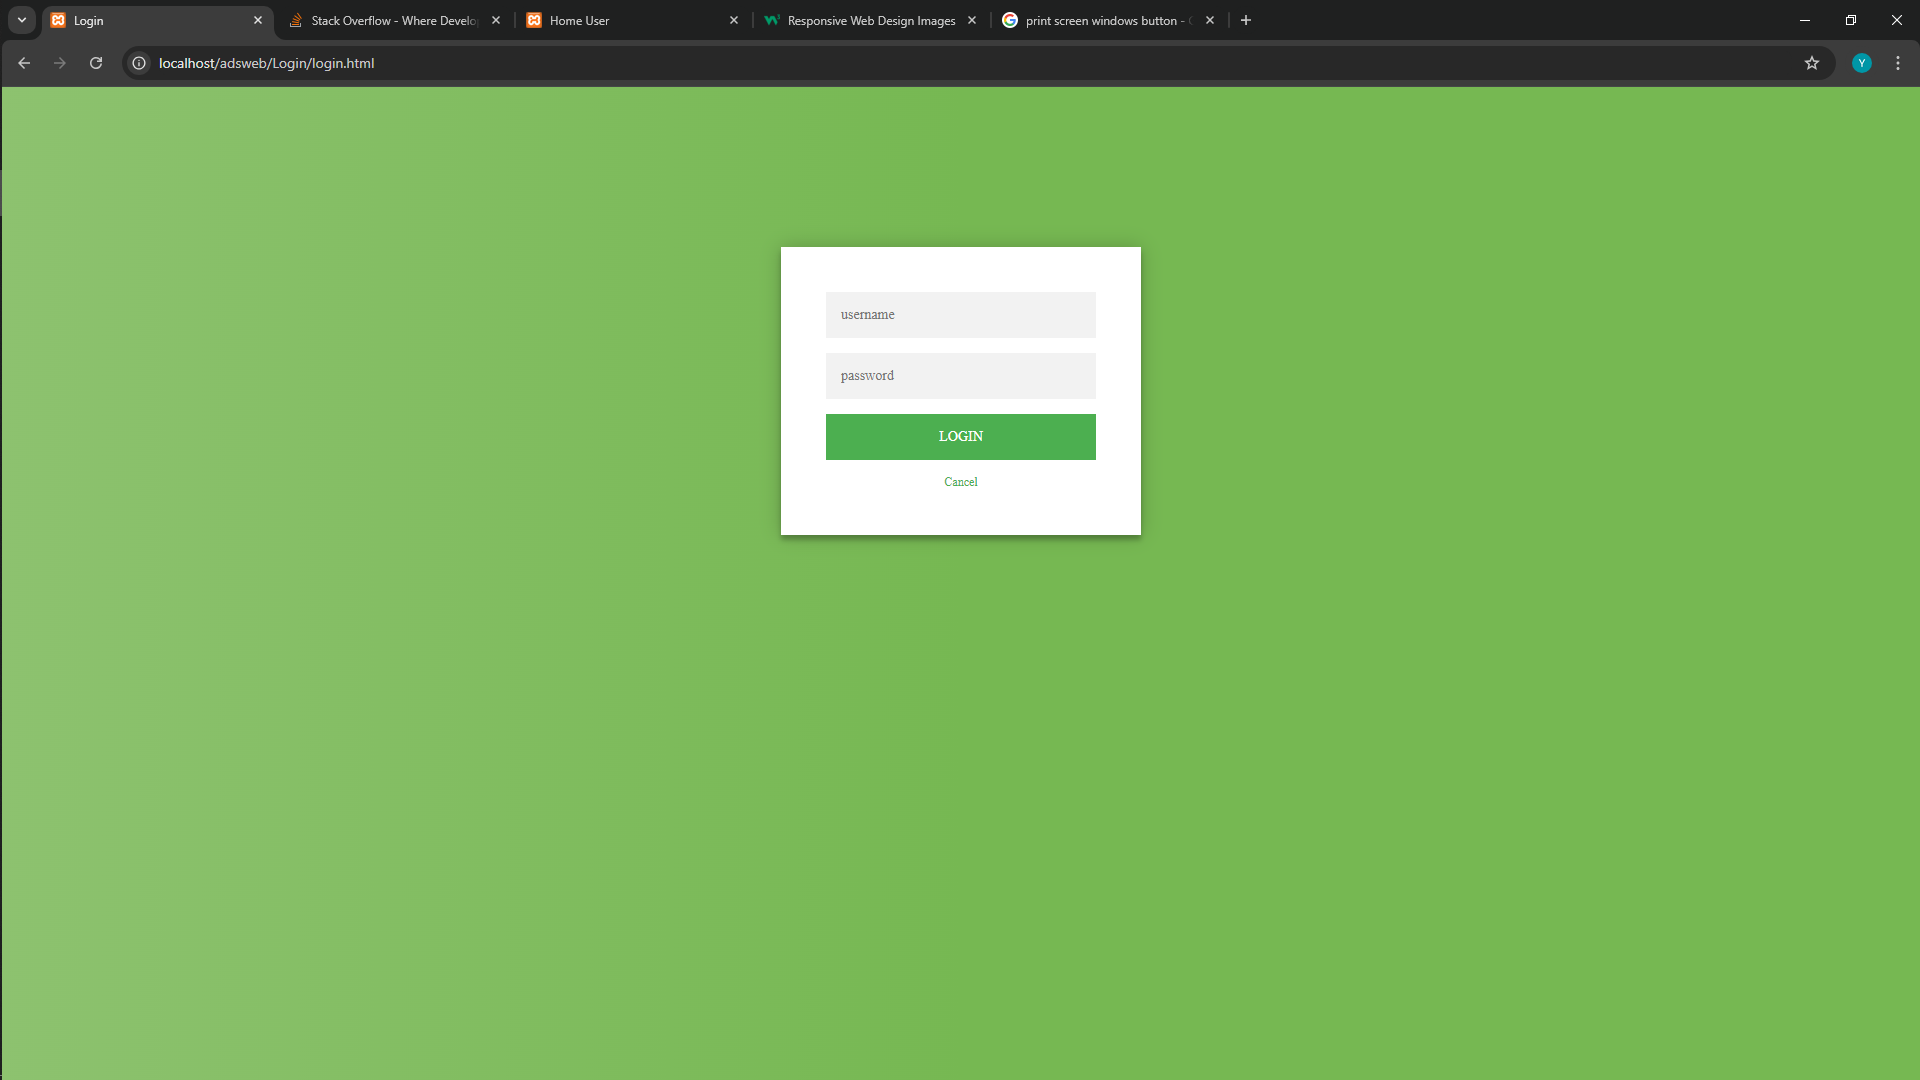 Login
Stack Overflow - Where Develo
Home User
Responsive Web Design Images
print screen windows button -
localhost/adsweb/Login/login.html
Y
username
password
LOGIN
Cancel